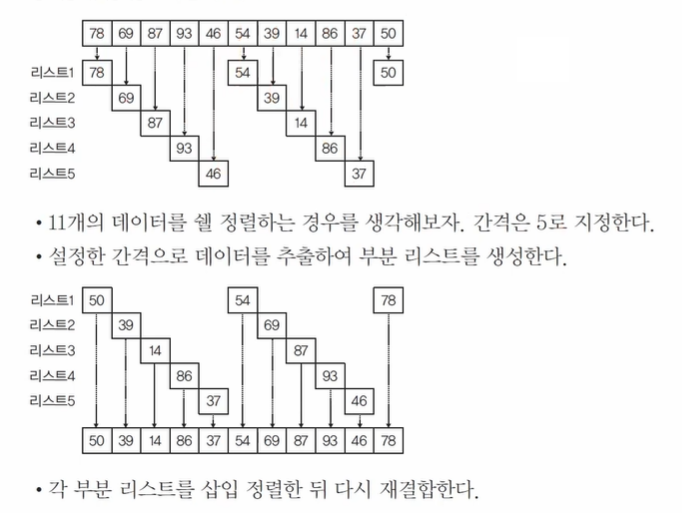 78 69 87 93 46 54 39 14 86 37 50
리스트1 78 54 50
리스트2 69 39
리스트3 87 14
리스트4 93 86
리스트5 46 37
• 11개의 데이터를 쉘 정렬하는 경우를 생각해보자. 간격은 5로 지정한다.
• 설정한 간격으로 데이터를 추출하여 부분 리스트를 생성한다.
리스트1 50 54 78
리스트2 39 69
리스트3 14 87
리스트4 86 93
리스트5 37 46
50 39 14 86 37 54 69 87 93 46 78
• 각 부분 리스트를 삽입 정렬한 뒤 다시 재결합한다.